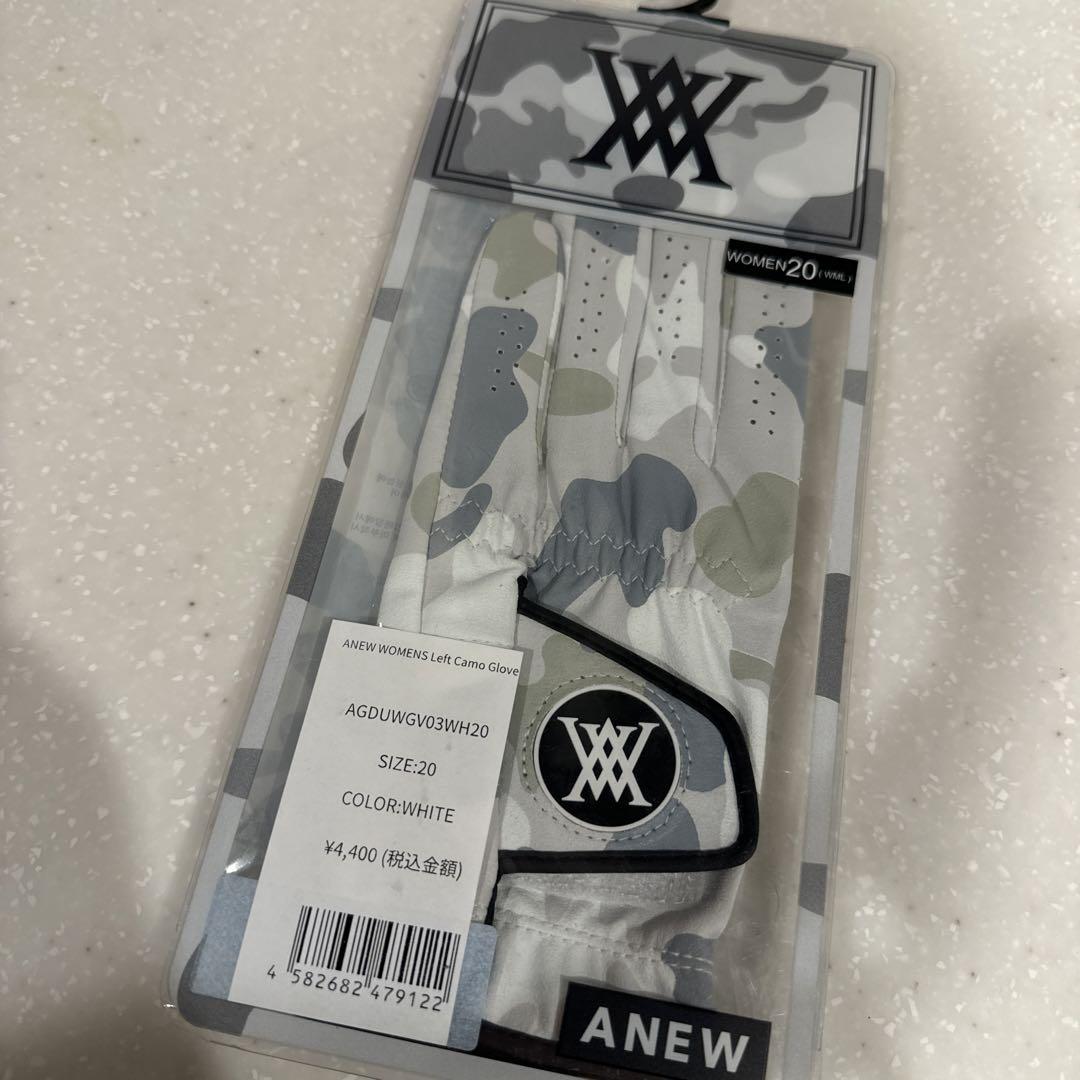 WOMEN20(WML)
ANEW WOMENS Left Camo Glove
AGDUWGV03WH20
SIZE:20
COLOR:WHITE
¥4,400 (税込金額)
4 582682 479122
ANEW